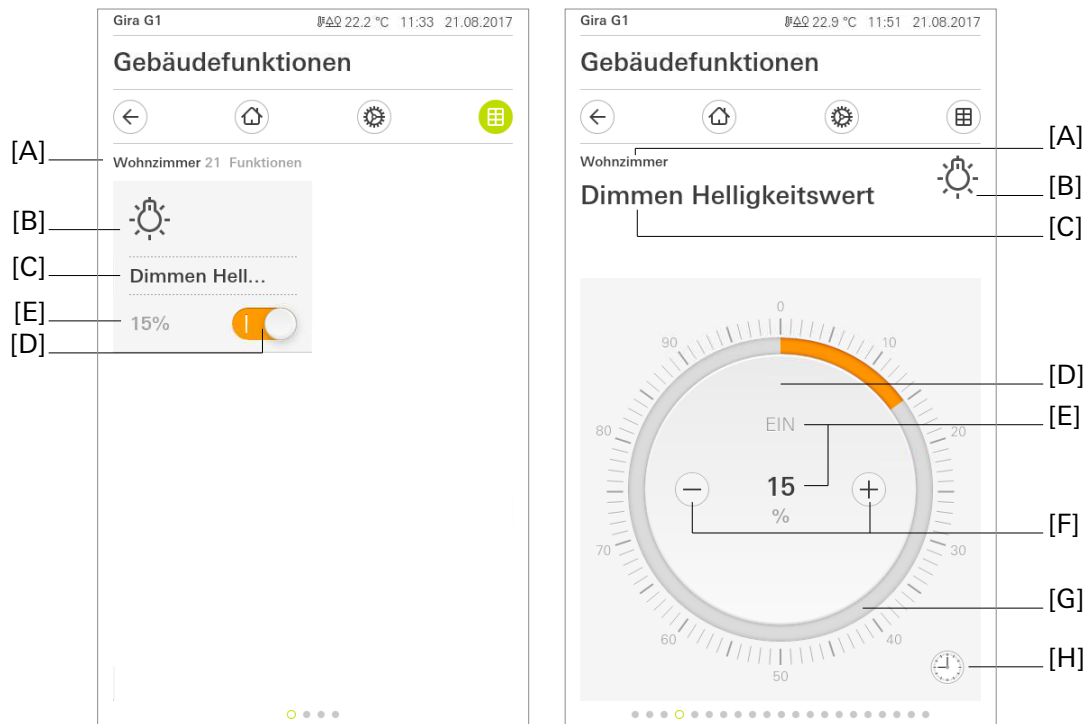 Gira G1 22.2 °C 11:33 21.08.2017
Gebäudefunktionen
[A] Wohnzimmer 21 Funktionen
[B]
[C] Dimmen Hell...
[E] 15%
[D]
Gira G1 22.9 °C 11:51 21.08.2017
Gebäudefunktionen
Wohnzimmer [A]
[B]
Dimmen Helligkeitswert
[C]
0
90 10
[D]
[E]
EIN
80 20
15
%
[F]
70 30
[G]
60 40
[H]
50